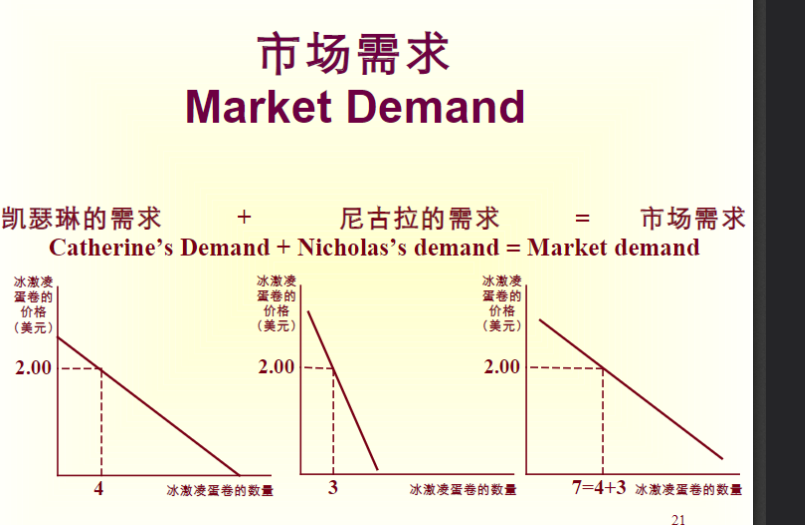 市场需求
Market Demand
凯瑟琳的需求 + 尼古拉的需求 = 市场需求
Catherine’s Demand + Nicholas’s demand = Market demand
冰激凌
蛋卷的
价格
（美元）
2.00
4
冰激凌蛋卷的数量
冰激凌
蛋卷的
价格
（美元）
2.00
3
冰激凌蛋卷的数量
冰激凌
蛋卷的
价格
（美元）
2.00
7=4+3
冰激凌蛋卷的数量
21